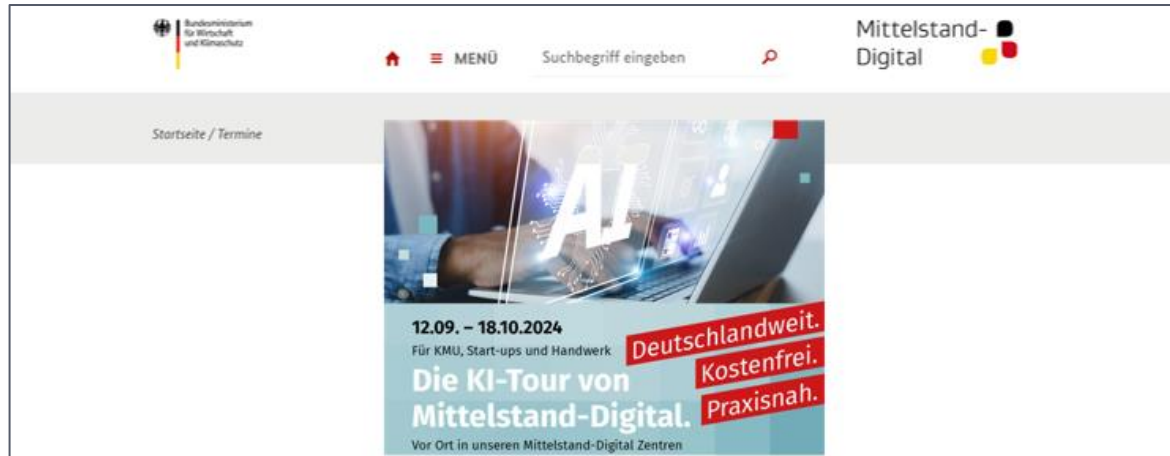 Bundesministerium
für Wirtschaft
und Klimaschutz
MENÜ
Suchbegriff eingeben
Mittelstand-
Digital
Startseite / Termine
AI
12.09. – 18.10.2024
Für KMU, Start-ups und Handwerk
Die KI-Tour von
Mittelstand-Digital.
Vor Ort in unseren Mittelstand-Digital Zentren
Deutschlandweit.
Kostenfrei.
Praxisnah.